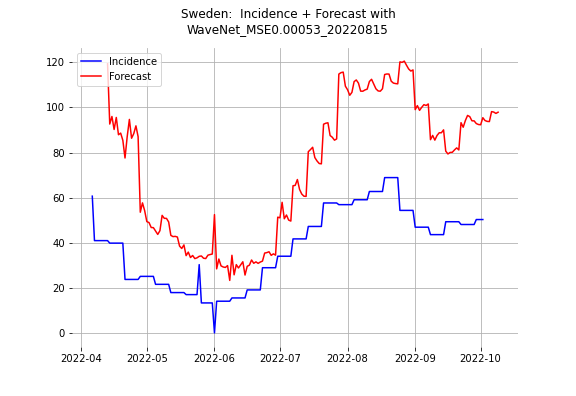 Sweden:  Incidence + Forecast with
WaveNet_MSE0.00053_20220815
Incidence
Forecast
120
100
80
60
40
20
0
2022-04 2022-05 2022-06 2022-07 2022-08 2022-09 2022-10